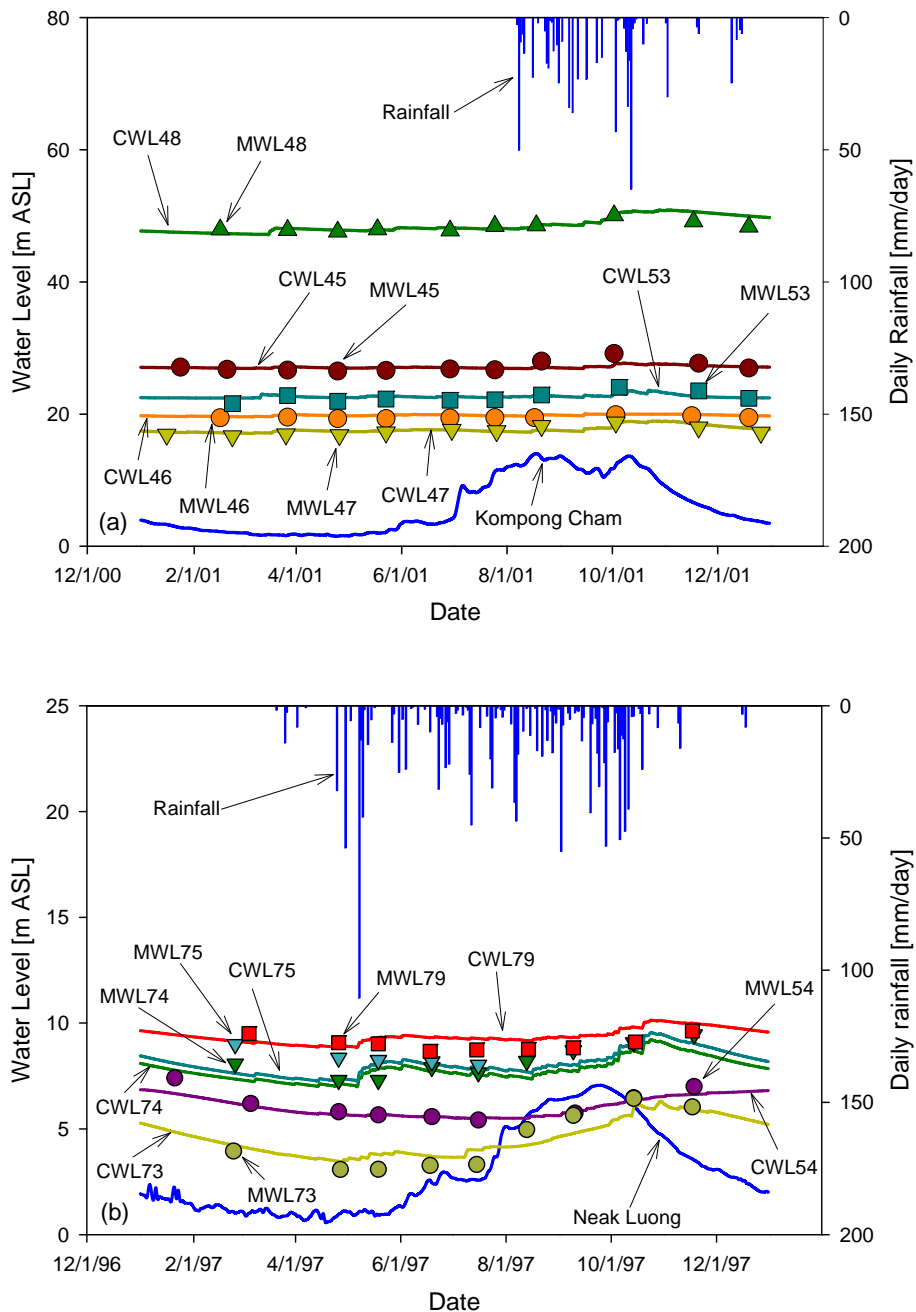 80
0
Rainfall
CWL48
MWL48
60
50
CWL45
MWL45
CWL53
MWL53
40
100
20
150
CWL46
MWL46
MWL47
CWL47
Kompong Cham
(a)
0
200
12/1/00
2/1/01
4/1/01
6/1/01
8/1/01
10/1/01
12/1/01
Water Level [m ASL]
Daily Rainfall [mm/day]
Date
25
0
Rainfall
20
50
15
100
MWL75
CWL75
MWL79
CWL79
MWL54
MWL74
10
CWL74
5
150
CWL73
MWL73
CWL54
Neak Luong
(b)
0
200
12/1/96
2/1/97
4/1/97
6/1/97
8/1/97
10/1/97
12/1/97
Water Level [m ASL]
Daily rainfall [mm/day]
Date